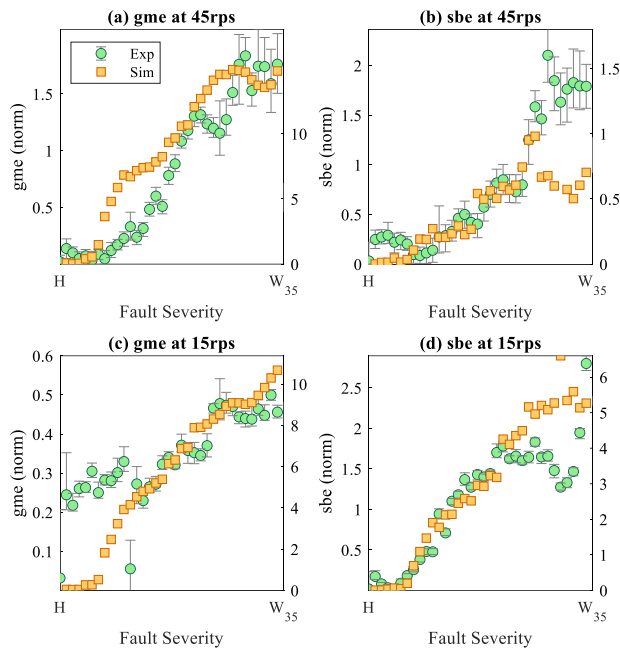 (a) gme at 45rps
Exp
Sim
gme (norm)
0.5
1
1.5
0
5
10
H
W35
Fault Severity
(b) sbe at 45rps
sbe (norm)
0
0.5
1
1.5
2
0
0.5
1
1.5
H
W35
Fault Severity
(c) gme at 15rps
gme (norm)
0.1
0.2
0.3
0.4
0.5
0.6
0
2
4
6
8
10
H
W35
Fault Severity
(d) sbe at 15rps
sbe (norm)
0
0.5
1
1.5
2
2.5
0
1
2
3
4
5
6
H
W35
Fault Severity